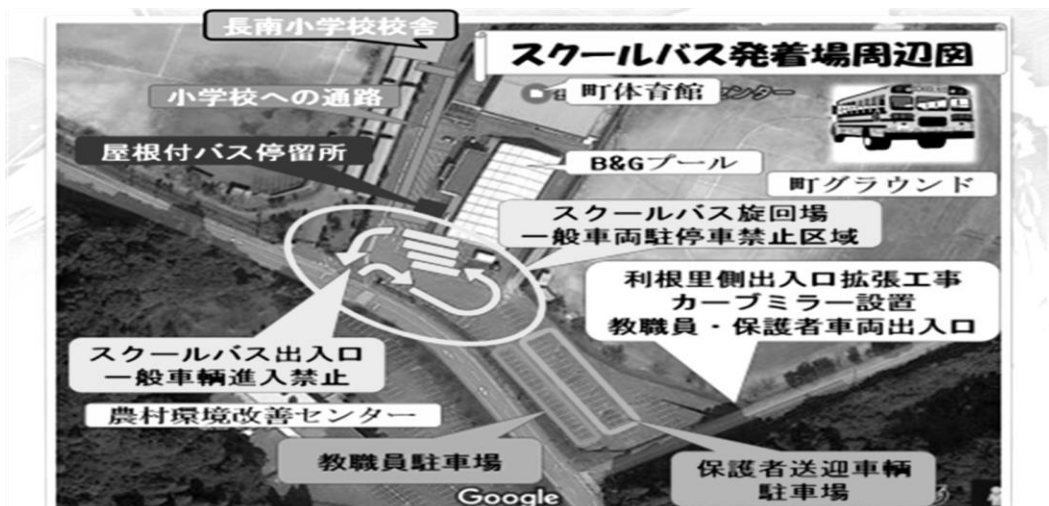 長南小学校校舎
スクールバス発着場周辺図
小学校への通路
町体育館
ンター
屋根付バス停留所
B&Gプール
町グラウンド
スクールバス旋回場
一般車両駐停車禁止区域
利根里側出入口拡張工事
カーブミラー設置
教職員・保護者車両出入口
スクールバス出入口
一般車輌進入禁止
農村環境改善センター
教職員駐車場
保護者送迎車輌
駐車場
Google